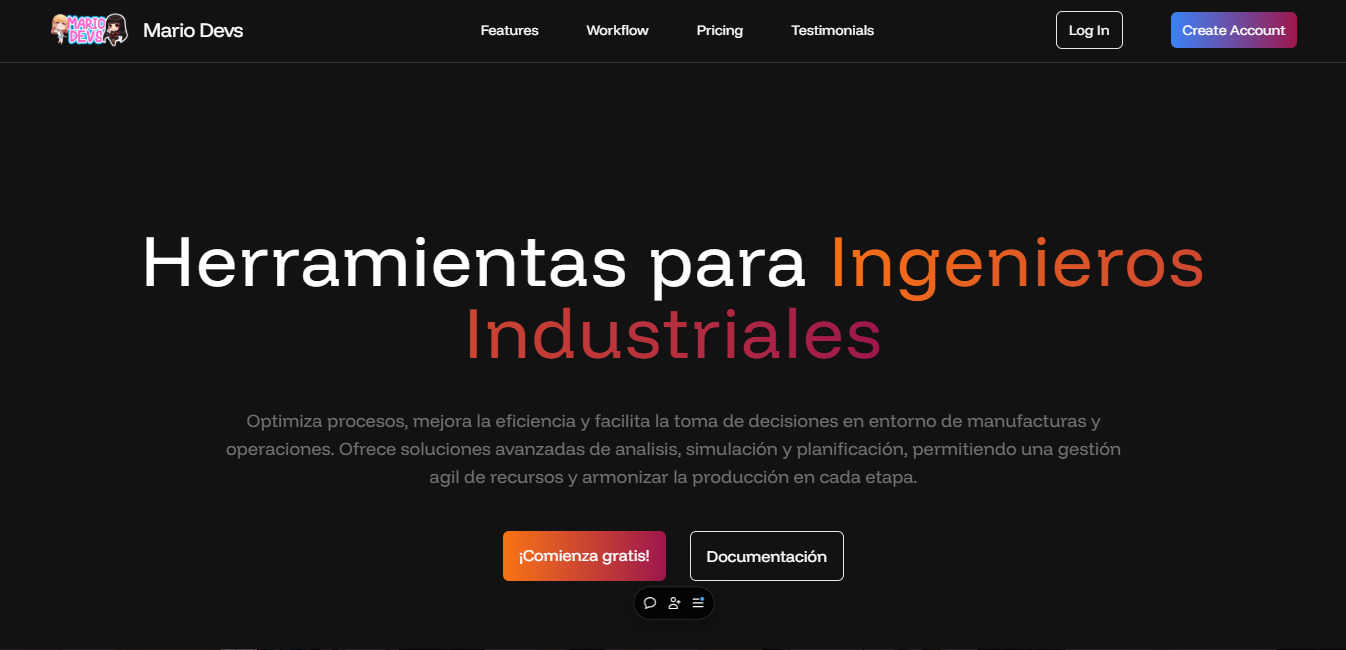 MARIO
DEVS
Mario Devs
Features
Workflow
Pricing
Testimonials
Log In
Create Account
Herramientas para Ingenieros
Industriales
Optimiza procesos, mejora la eficiencia y facilita la toma de decisiones en entorno de manufacturas y
operaciones. Ofrece soluciones avanzadas de analisis, simulación y planificación, permitiendo una gestión
agil de recursos y armonizar la producción en cada etapa.
¡Comienza gratis!
Documentación